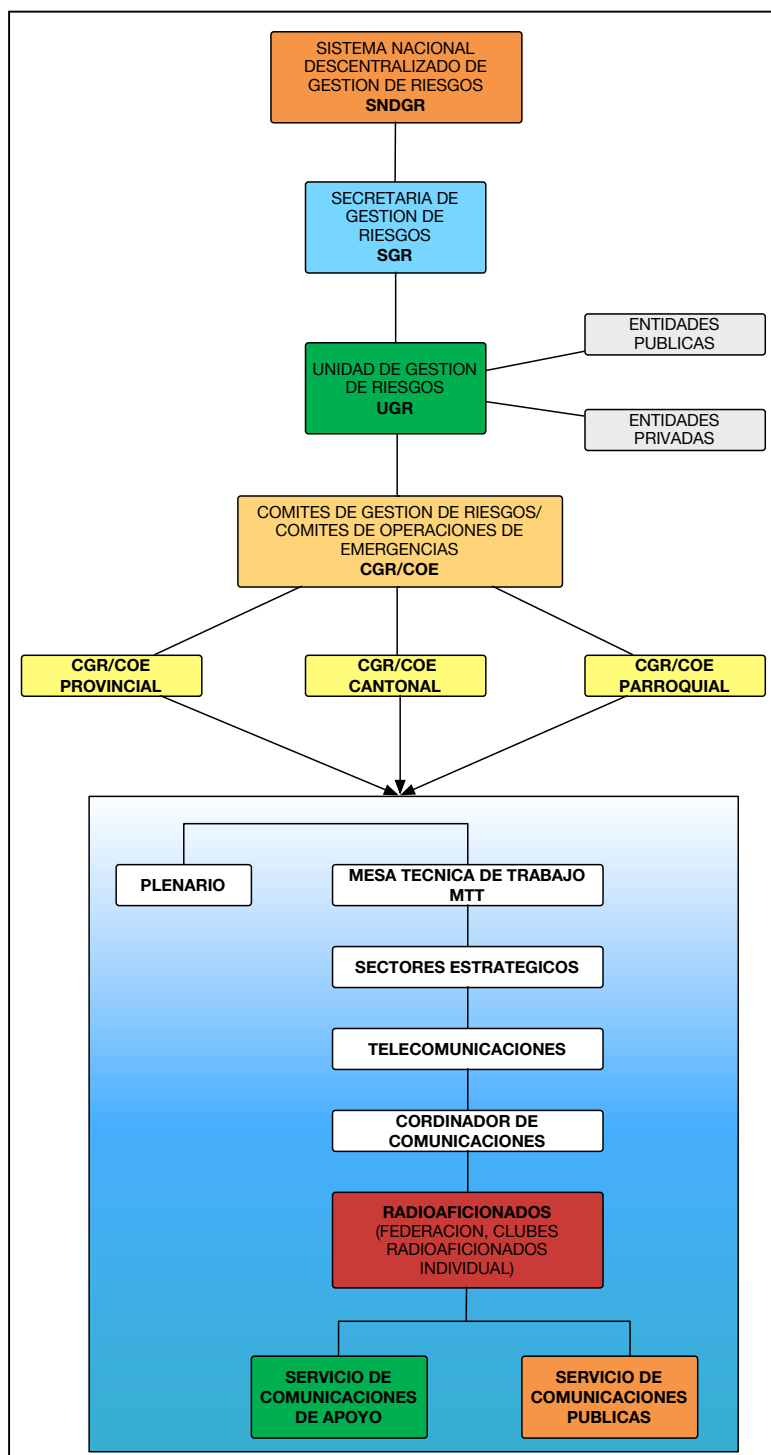 SISTEMA NACIONAL
DESCENTRALIZADO DE
GESTION DE RIESGOS
SNDGR
SECRETARIA DE
GESTION DE
RIESGOS
SGR
ENTIDADES
PUBLICAS
UNIDAD DE GESTION
DE RIESGOS
UGR
ENTIDADES
PRIVADAS
COMITES DE GESTION DE RIESGOS/
COMITES DE OPERACIONES DE
EMERGENCIAS
CGR/COE
CGR/COE
PROVINCIAL
CGR/COE
CANTONAL
CGR/COE
PARROQUIAL
PLENARIO
MESA TECNICA DE TRABAJO
MTT
SECTORES ESTRATEGICOS
TELECOMUNICACIONES
CORDINADOR DE
COMUNICACIONES
RADIOAFICIONADOS
(FEDERACION, CLUBES
RADIOAFICIONADOS
INDIVIDUAL)
SERVICIO DE
COMUNICACIONES
DE APOYO
SERVICIO DE
COMUNICACIONES
PUBLICAS